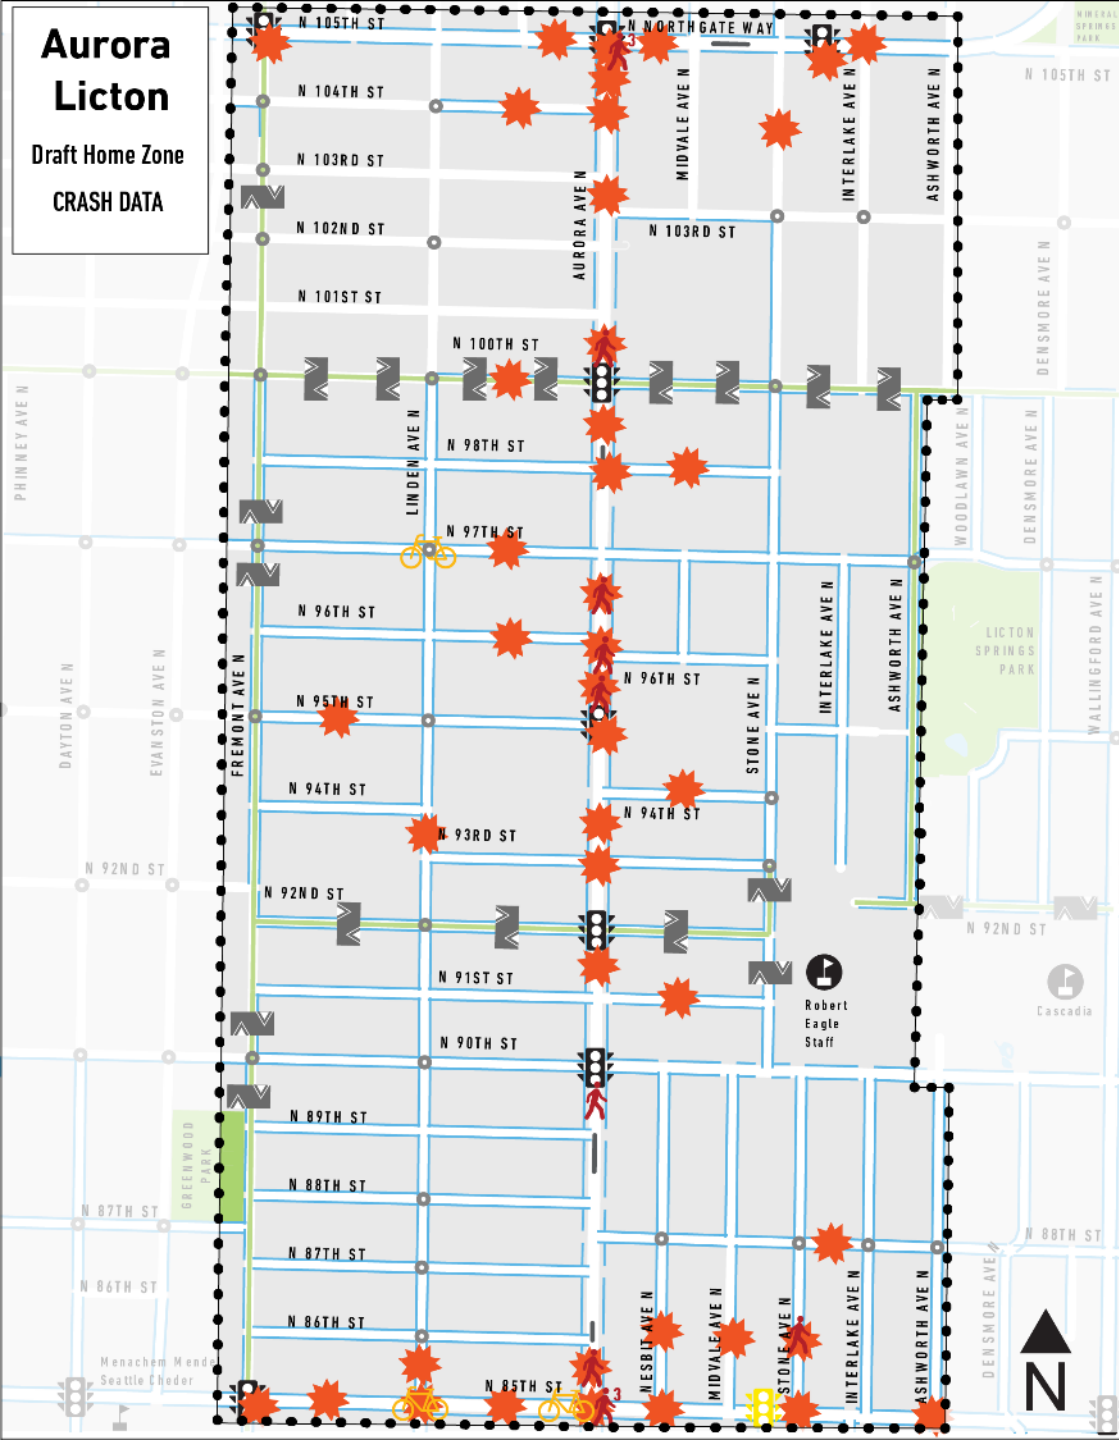 Aurora
Licton
Draft Home Zone
CRASH DATA
N 105TH ST
N NORTHGATE WAY
3
MINERAL
SPRINGS
PARK
N 105TH ST
N 104TH ST
MIDVALE AVE N
INTERLAKE AVE N
ASHWORTH AVE N
N 103RD ST
AURORA AVE N
N 102ND ST
N 103RD ST
DENSMORE AVE N
N 101ST ST
N 100TH ST
PHINNEY AVE N
LINDEN AVE N
N 98TH ST
WOODLAWN AVE N
DENSMORE AVE N
N 97TH ST
N 96TH ST
INTERLAKE AVE N
ASHWORTH AVE N
LICTON
SPRINGS
PARK
WALLINGFORD AVE N
DAYTON AVE N
EVANSTON AVE N
FREMONT AVE N
N 96TH ST
N 95TH ST
STONE AVE N
N 94TH ST
N 94TH ST
N 93RD ST
N 92ND ST
N 92ND ST
N 92ND ST
N 91ST ST
Robert
Eagle
Staff
Cascadia
N 90TH ST
N 89TH ST
GREENWOOD
PARK
N 88TH ST
N 87TH ST
N 88TH ST
N 87TH ST
N 86TH ST
N 86TH ST
NESBIT AVE N
MIDVALE AVE N
STONE AVE N
INTERLAKE AVE N
ASHWORTH AVE N
DENSMORE AVE N
Menachem Mende
Seattle Cheder
N 85TH ST
3
N